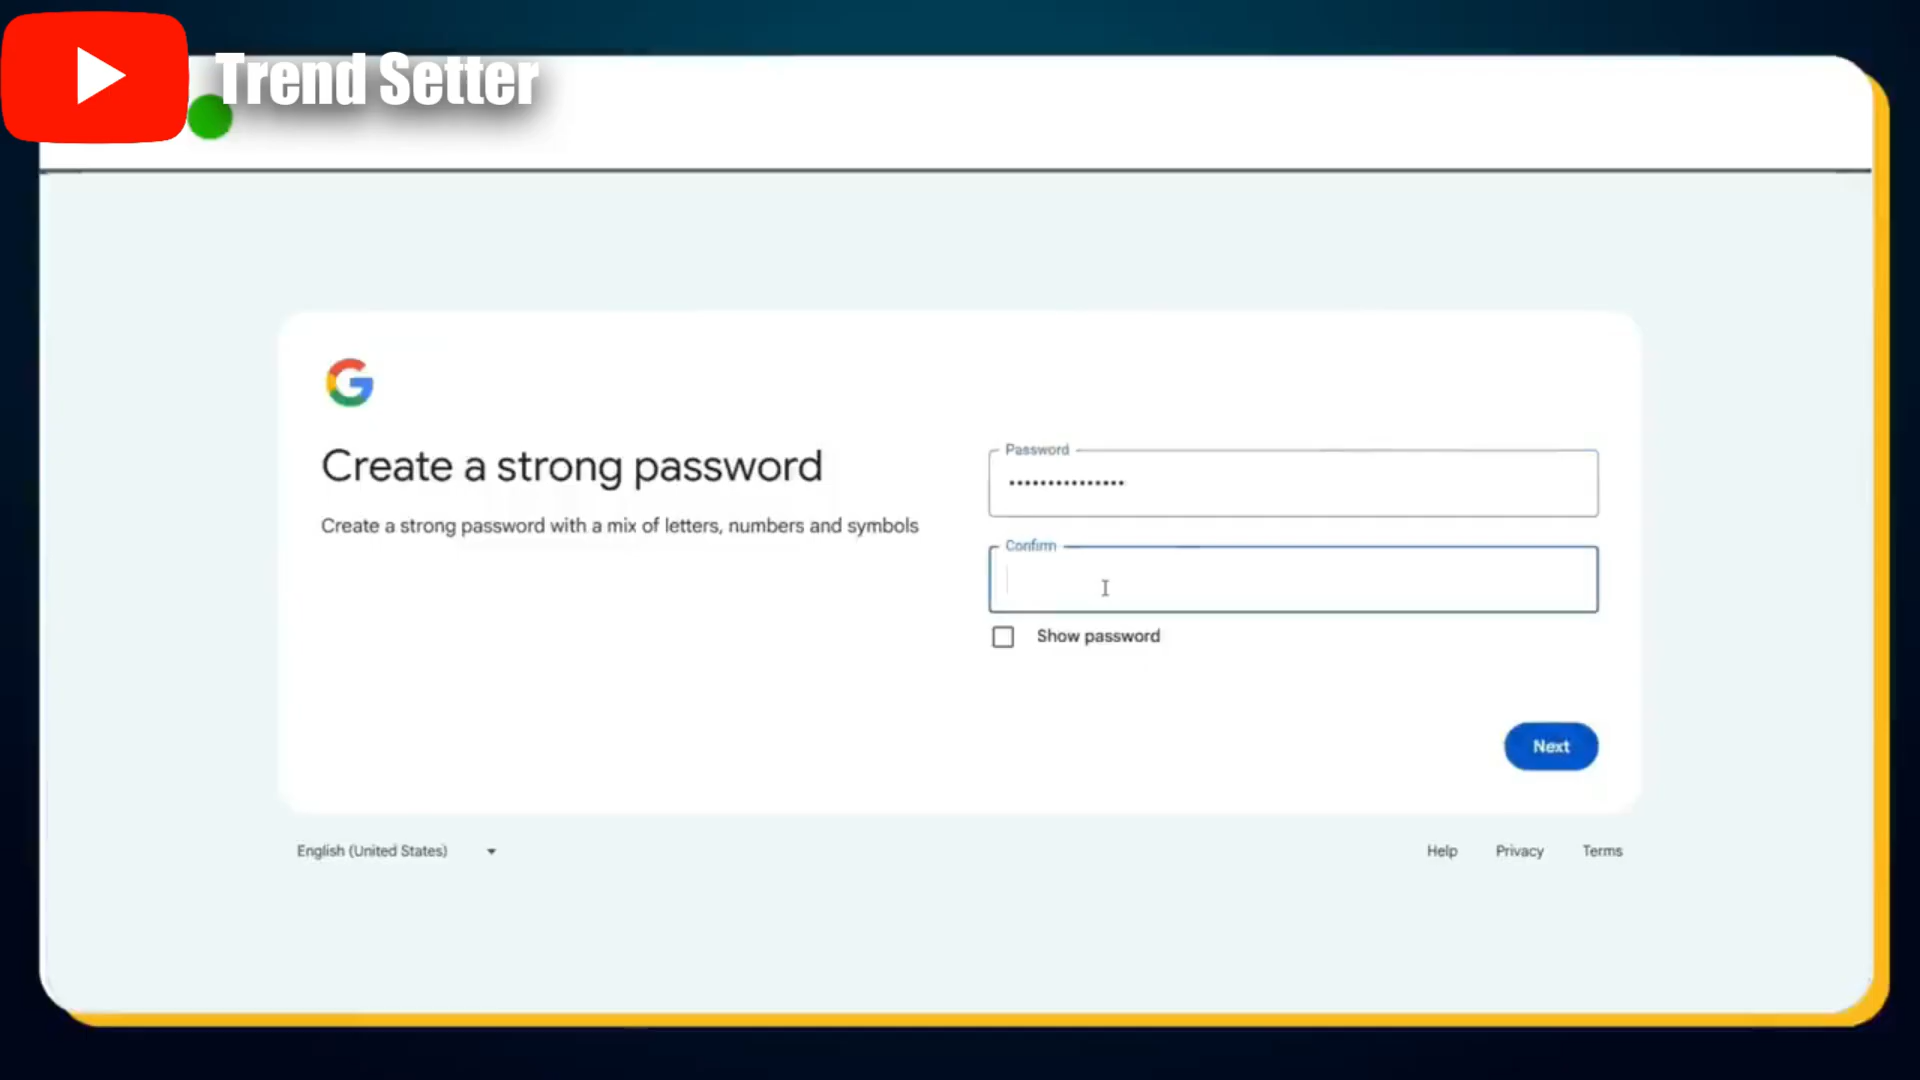 Trend Setter
Create a strong password
Create a strong password with a mix of letters, numbers and symbols
Password
•••••••••••••••
Confirm
Show password
Next
English (United States)
Help Privacy Terms